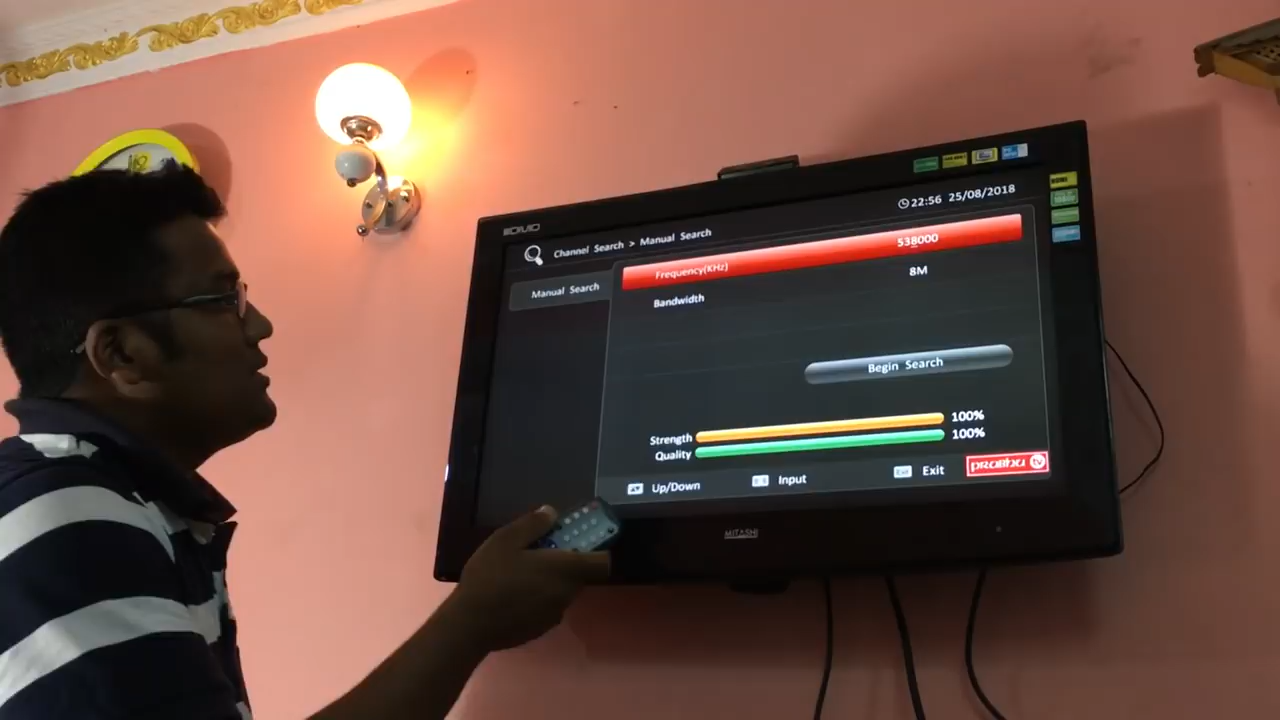 22:56 25/08/2018
Channel Search > Manual Search
Manual Search
Frequency(KHz) 538000
Bandwidth 8M
Begin Search
Strength 100%
Quality 100%
Up/Down Input Exit
prabhu tv
MITASHI